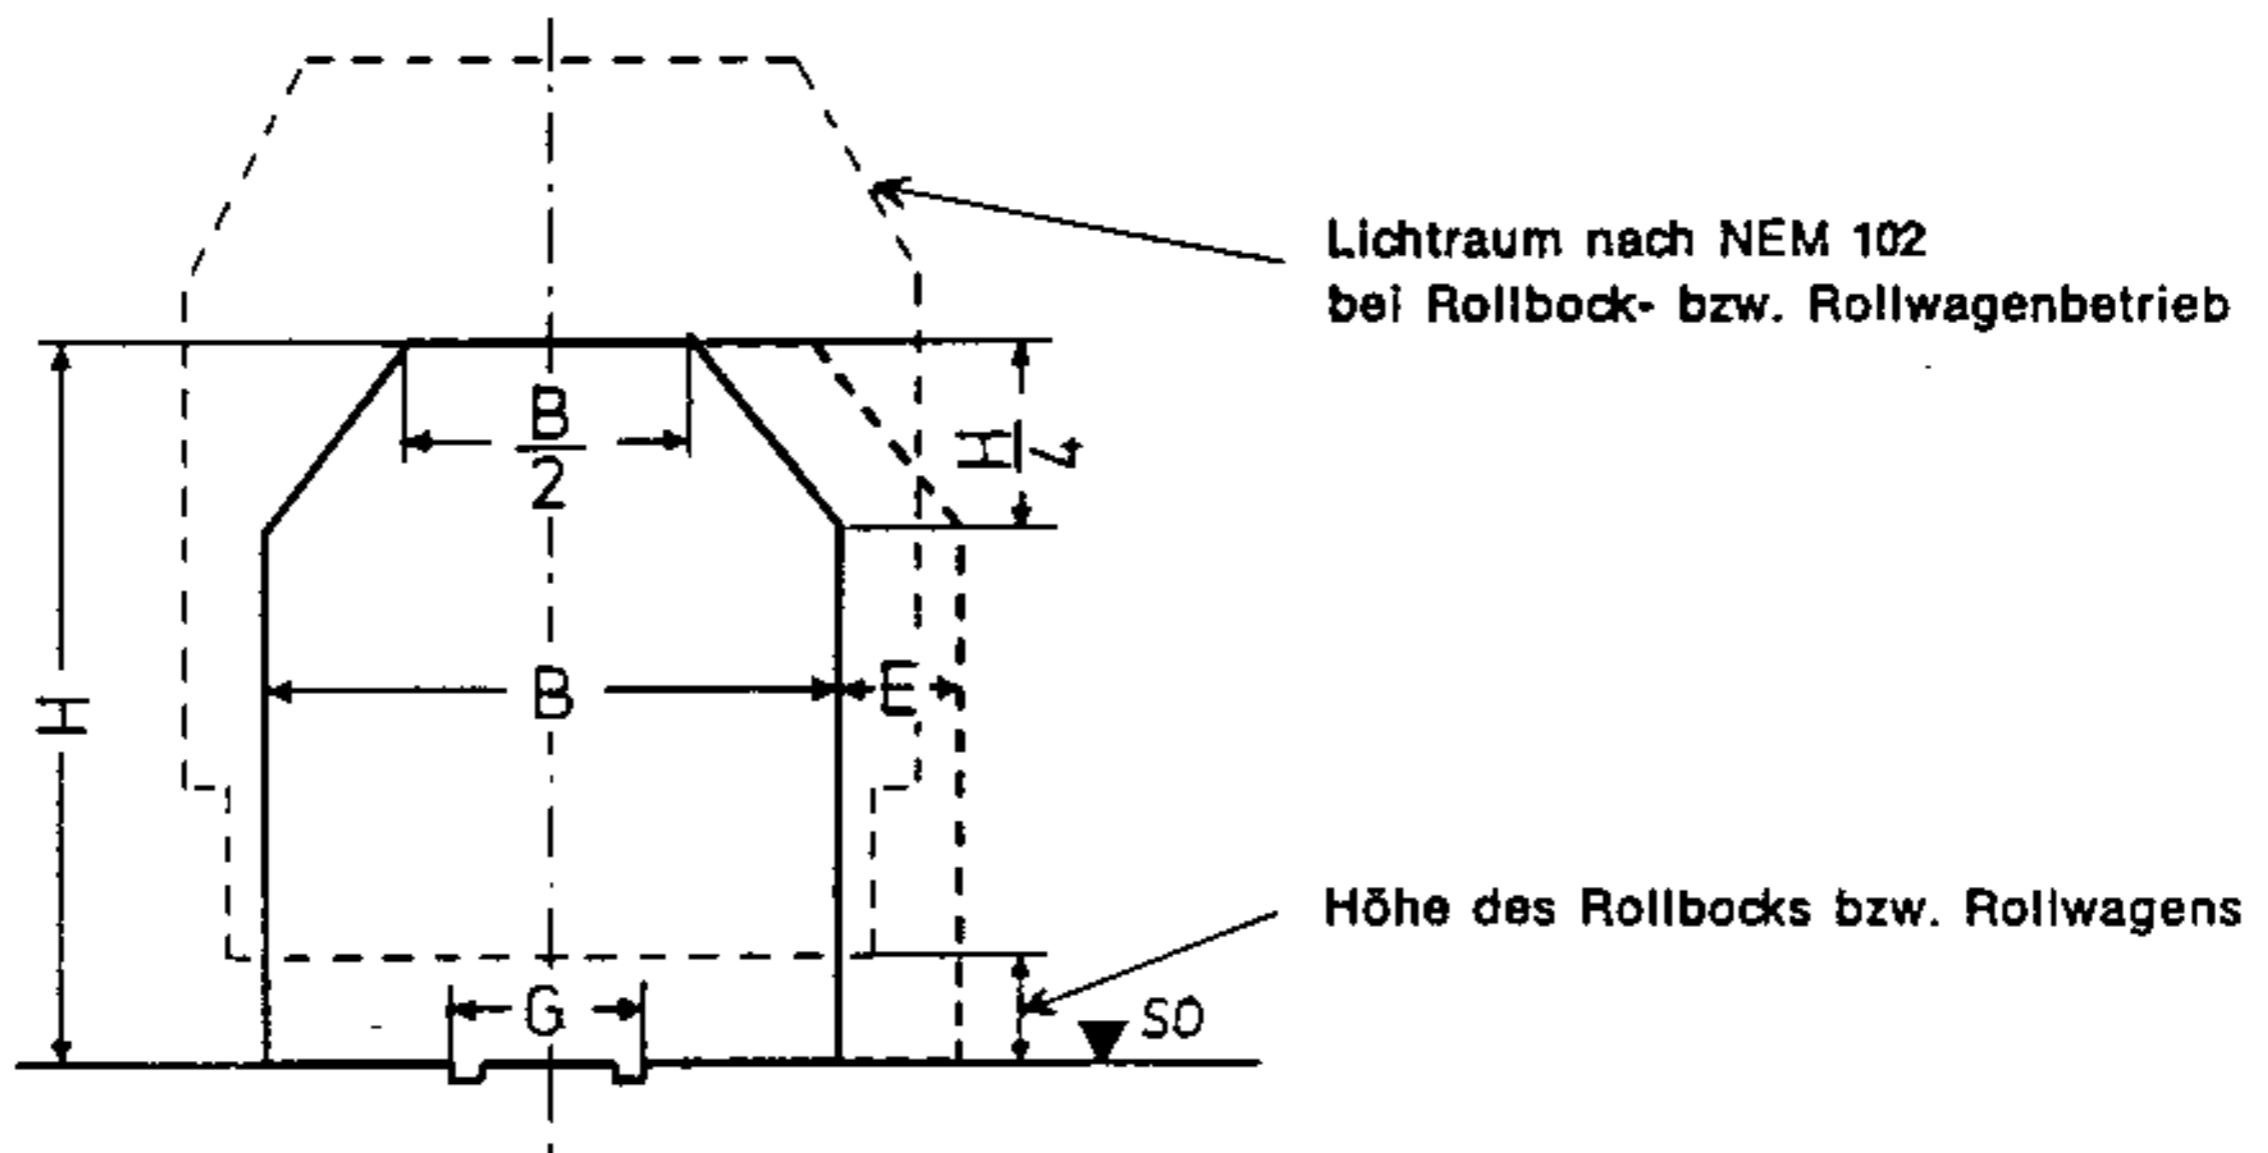 Lichtraum nach NEM 102
bei Rollbock- bzw. Rollwagenbetrieb
B
2
H
4
H
B
E
Höhe des Rollbocks bzw. Rollwagens
G
SO